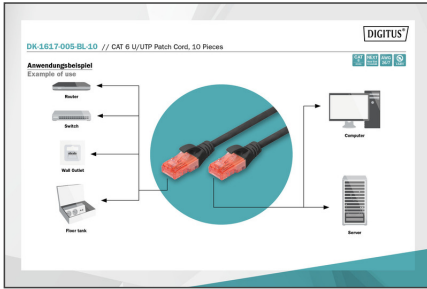 DIGITUS®
DK-1617-005-BL-10 // CAT 6 U/UTP Patch Cord, 10 Pieces
Anwendungsbeispiel
Example of use
Router
Switch
Wall Outlet
Floor tank
Computer
Server